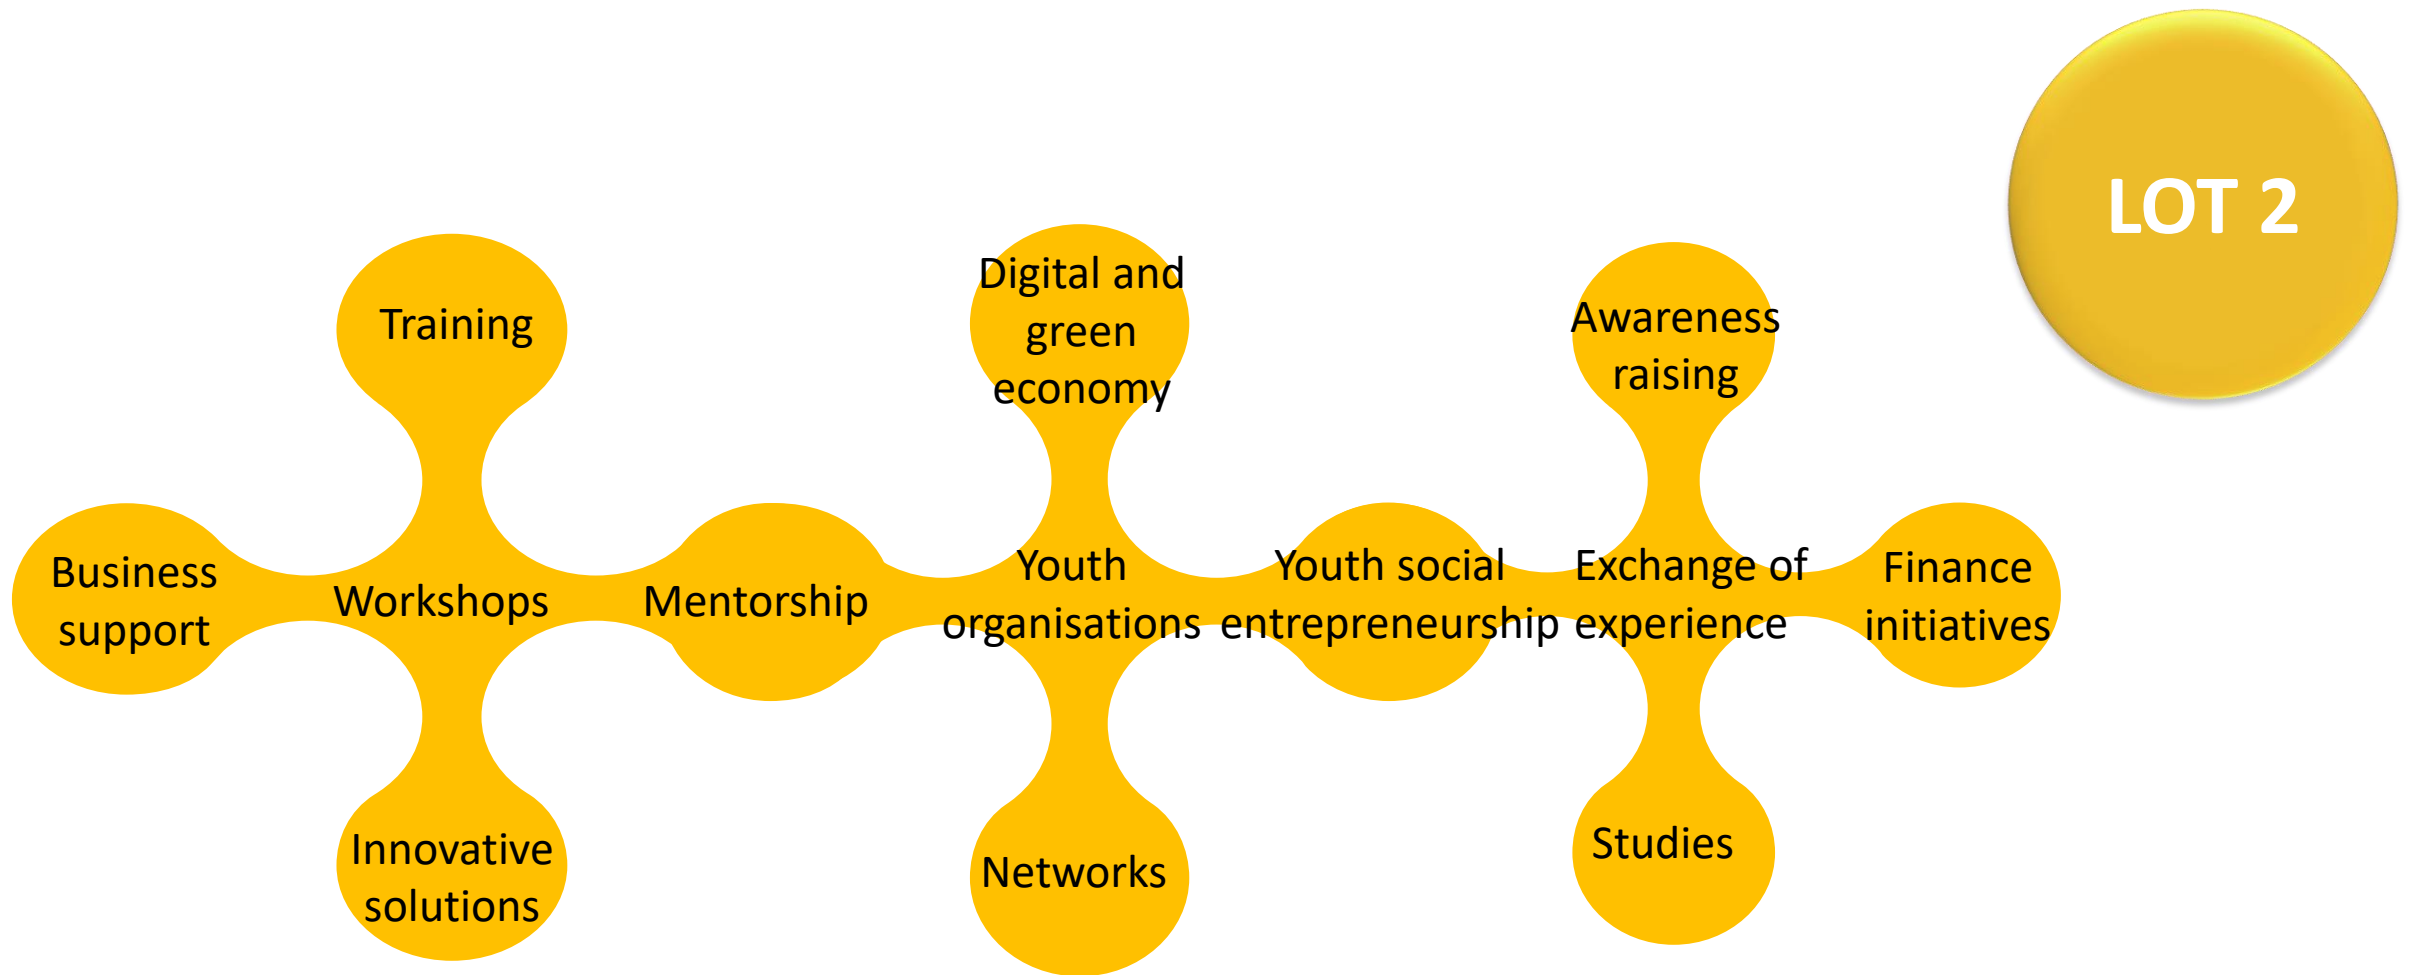 LOT 2
Training
Digital and
green
economy
Awareness
raising
Business
support
Workshops
Mentorship
Youth
organisations
Youth social
entrepreneurship
Exchange of
experience
Finance
initiatives
Innovative
solutions
Networks
Studies